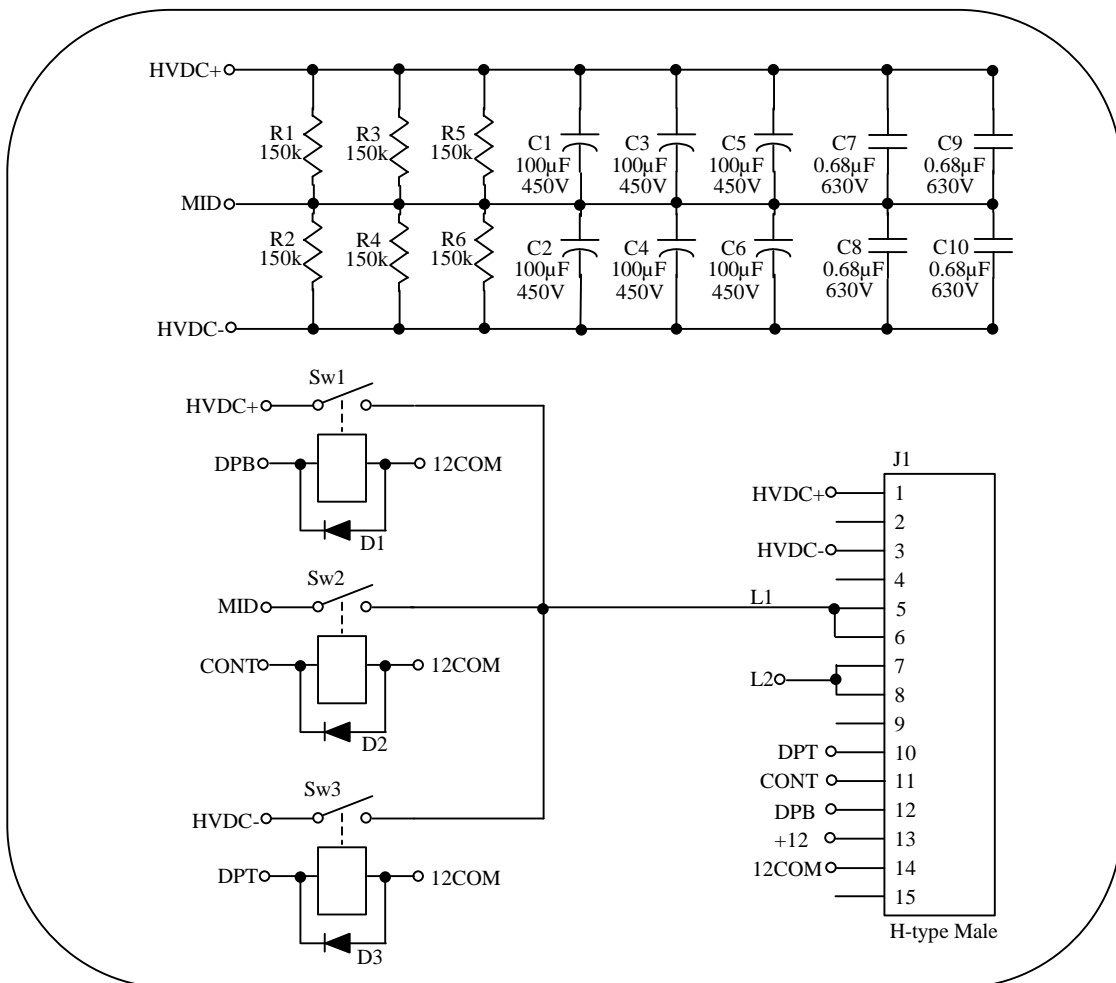 HVDC+
R1
150k
R3
150k
R5
150k
C1
100µF
450V
C3
100µF
450V
C5
100µF
450V
C7
0.68µF
630V
C9
0.68µF
630V
MID
R2
150k
R4
150k
R6
150k
C2
100µF
450V
C4
100µF
450V
C6
100µF
450V
C8
0.68µF
630V
C10
0.68µF
630V
HVDC-
Sw1
HVDC+
DPB
12COM
D1
Sw2
MID
CONT
12COM
D2
Sw3
HVDC-
DPT
12COM
D3
J1
HVDC+ 1
2
HVDC- 3
4
L1 5
6
L2 7
8
9
DPT 10
CONT 11
DPB 12
+12 13
12COM 14
15
H-type Male